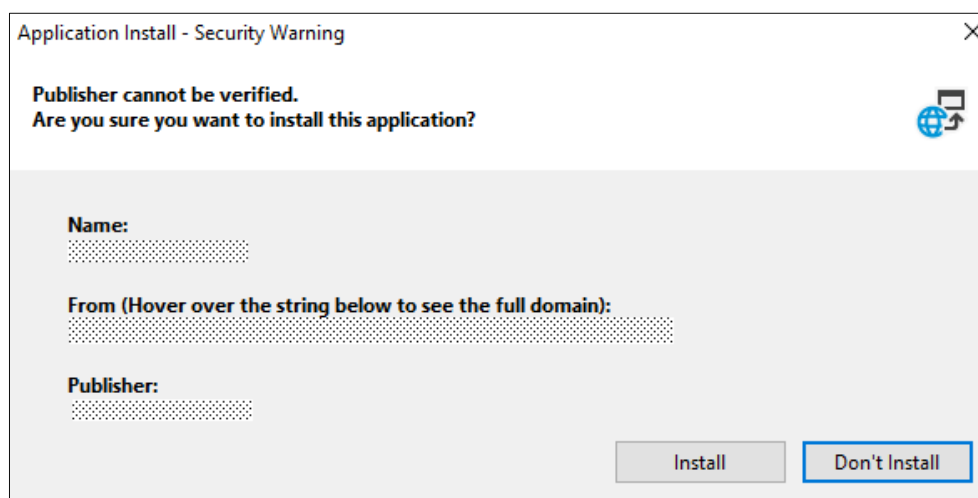 Application Install - Security Warning
Publisher cannot be verified.
Are you sure you want to install this application?
Name:
From (Hover over the string below to see the full domain):
Publisher:
Install
Don't Install